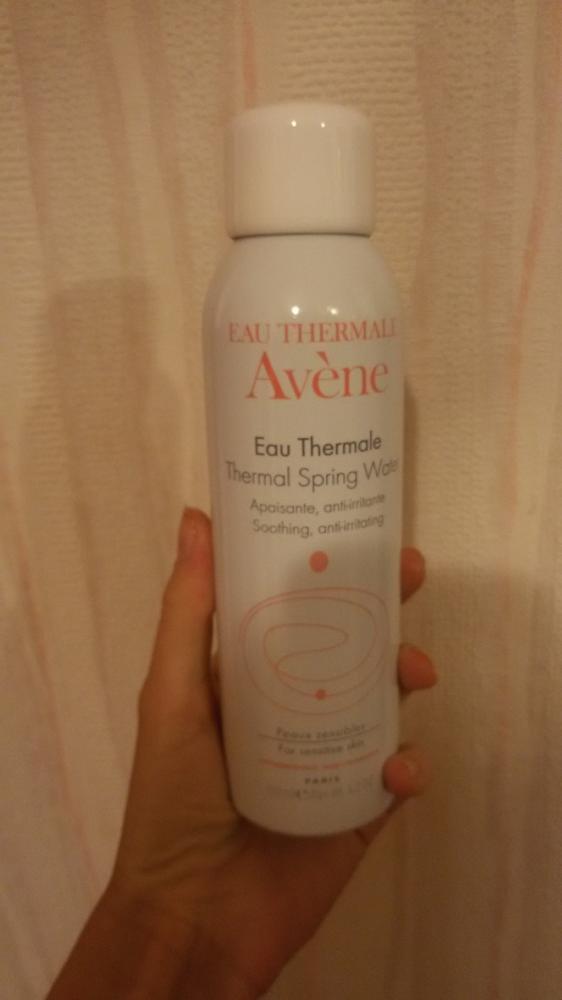 EAU THERMALE
Avène
Eau Thermale
Thermal Spring Water
Apaisante, anti-irritante
Soothing, anti-irritating
Peaux sensibles
For sensitive skin
PARIS